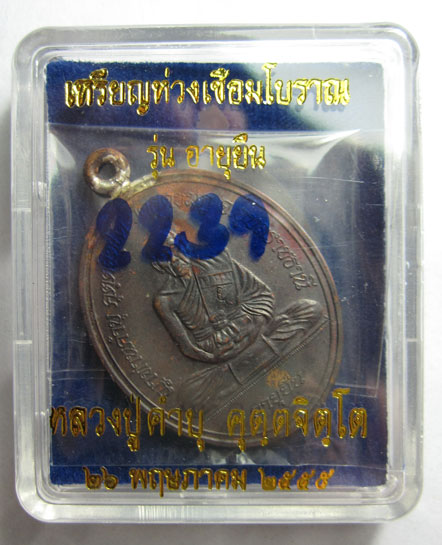 เหรียญห่วงเชื่อมโบราณ
รุ่น อายุยืน
2239
หลวงปู่คำบุ คุตฺตจิตฺโต
๒๖ พฤษภาคม ๒๕๕๕